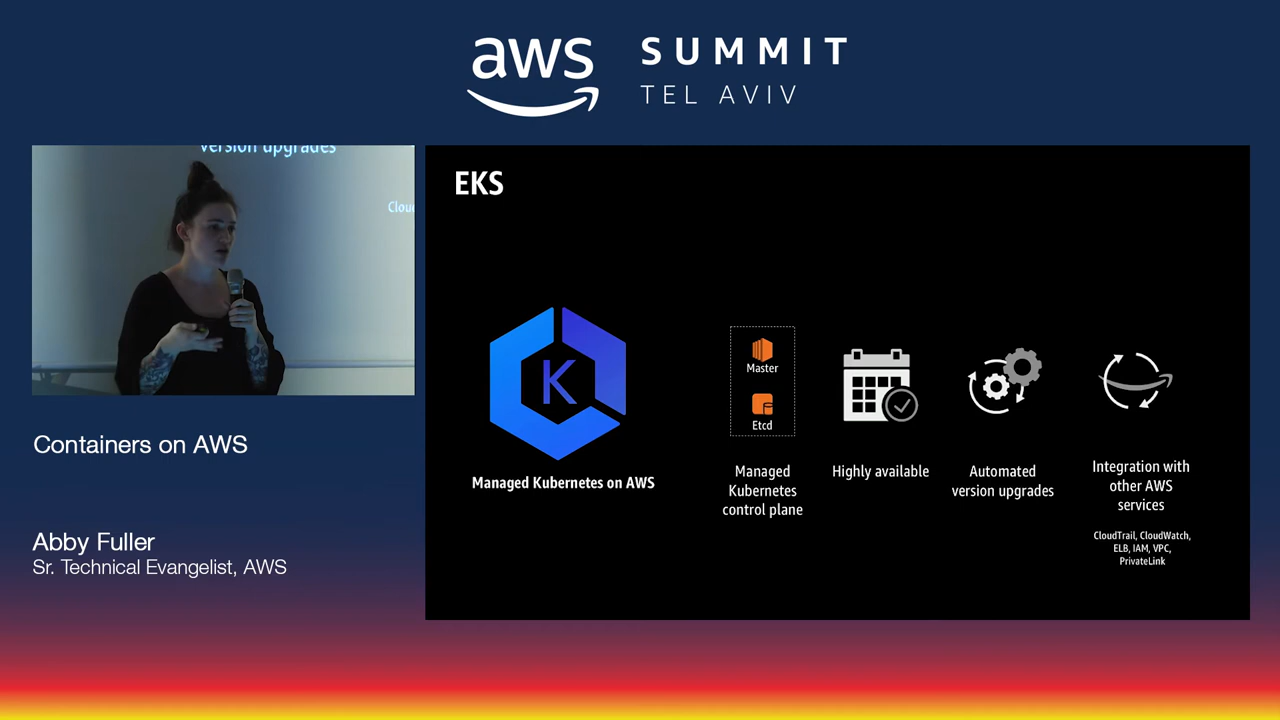 aws
SUMMIT
TEL AVIV
version upgrades
Clou
EKS
K
Managed Kubernetes on AWS
Master
Etcd
Managed
Kubernetes
control plane
Highly available
Automated
version upgrades
Integration with
other AWS
services
CloudTrail, CloudWatch,
ELB, IAM, VPC,
PrivateLink
Containers on AWS
Abby Fuller
Sr. Technical Evangelist, AWS